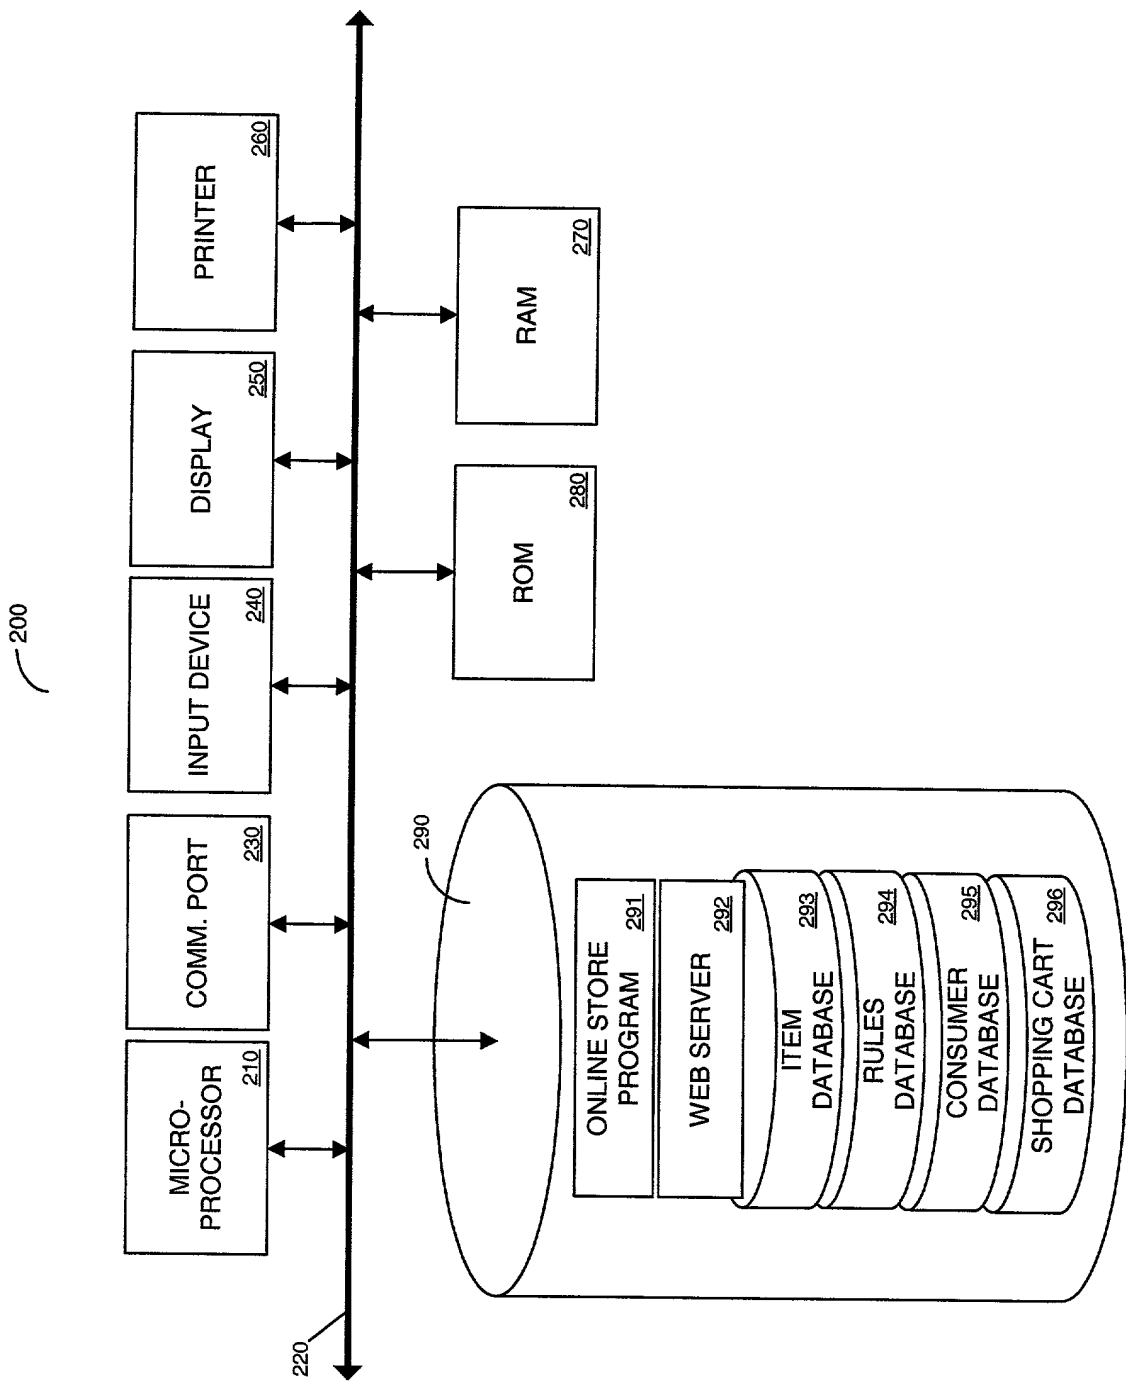 200
MICRO-
PROCESSOR
210
COMM. PORT
230
INPUT DEVICE
240
DISPLAY
250
PRINTER
260
220
290
ROM
280
RAM
270
ONLINE STORE
PROGRAM
291
WEB SERVER
292
ITEM
DATABASE
293
RULES
DATABASE
294
CONSUMER
DATABASE
295
SHOPPING CART
DATABASE
296